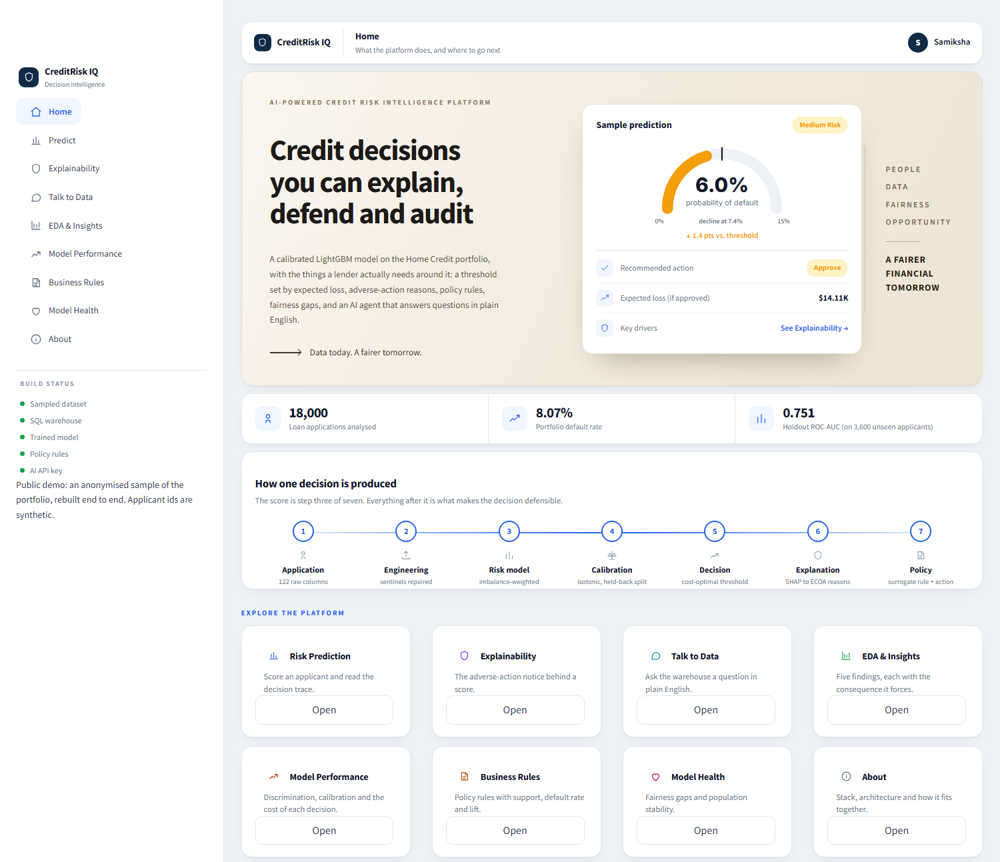 CreditRisk IQ
Decision intelligence
Home
Predict
Explainability
Talk to Data
EDA & Insights
Model Performance
Business Rules
Model Health
About
BUILD STATUS
Sampled dataset
SQL warehouse
Trained model
Policy rules
AI API key
Public demo: an anonymised sample of the
portfolio, rebuilt end to end. Applicant ids are
synthetic.
CreditRisk IQ
Home
What the platform does, and where to go next
S
Samiksha
AI-POWERED CREDIT RISK INTELLIGENCE PLATFORM
Credit decisions
you can explain,
defend and audit
A calibrated LightGBM model on the Home Credit portfolio,
with the things a lender actually needs around it: a threshold
set by expected loss, adverse-action reasons, policy rules,
fairness gaps, and an AI agent that answers questions in plain
English.
Data today. A fairer tomorrow.
Sample prediction
Medium Risk
6.0%
probability of default
0%
decline at 7.4%
15%
↓ 1.4 pts vs. threshold
Recommended action
Approve
Expected loss (if approved)
$14.11K
Key drivers
See Explainability →
PEOPLE
DATA
FAIRNESS
OPPORTUNITY
A FAIRER
FINANCIAL
TOMORROW
18,000
Loan applications analysed
8.07%
Portfolio default rate
0.751
Holdout ROC-AUC (on 3,600 unseen applicants)
How one decision is produced
The score is step three of seven. Everything after it is what makes the decision defensible.
1
Application
122 raw columns
2
Engineering
sentinels repaired
3
Risk model
imbalance-weighted
4
Calibration
isotonic, held-back split
5
Decision
cost-optimal threshold
6
Explanation
SHAP to ECOA reasons
7
Policy
surrogate rule + action
EXPLORE THE PLATFORM
Risk Prediction
Score an applicant and read the
decision trace.
Open
Explainability
The adverse-action notice behind a
score.
Open
Talk to Data
Ask the warehouse a question in
plain English.
Open
EDA & Insights
Five findings, each with the
consequence it forces.
Open
Model Performance
Discrimination, calibration and the
cost of each decision.
Open
Business Rules
Policy rules with support, default rate
and lift.
Open
Model Health
Fairness gaps and population
stability.
Open
About
Stack, architecture and how it fits
together.
Open